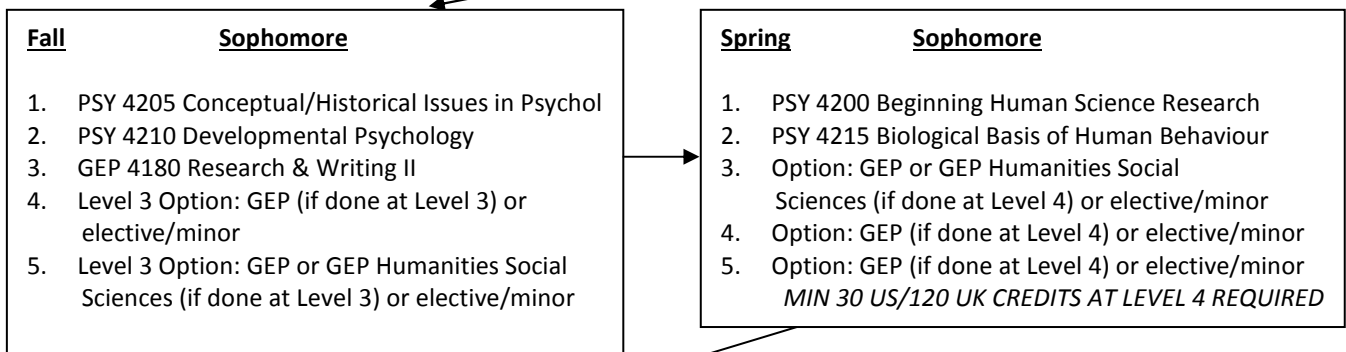 Fall Sophomore
1. PSY 4205 Conceptual/Historical Issues in Psychol
2. PSY 4210 Developmental Psychology
3. GEP 4180 Research & Writing II
4. Level 3 Option: GEP (if done at Level 3) or
elective/minor
5. Level 3 Option: GEP or GEP Humanities Social
Sciences (if done at Level 3) or elective/minor
Spring Sophomore
1. PSY 4200 Beginning Human Science Research
2. PSY 4215 Biological Basis of Human Behaviour
3. Option: GEP or GEP Humanities Social
Sciences (if done at Level 4) or elective/minor
4. Option: GEP (if done at Level 4) or elective/minor
5. Option: GEP (if done at Level 4) or elective/minor
MIN 30 US/120 UK CREDITS AT LEVEL 4 REQUIRED